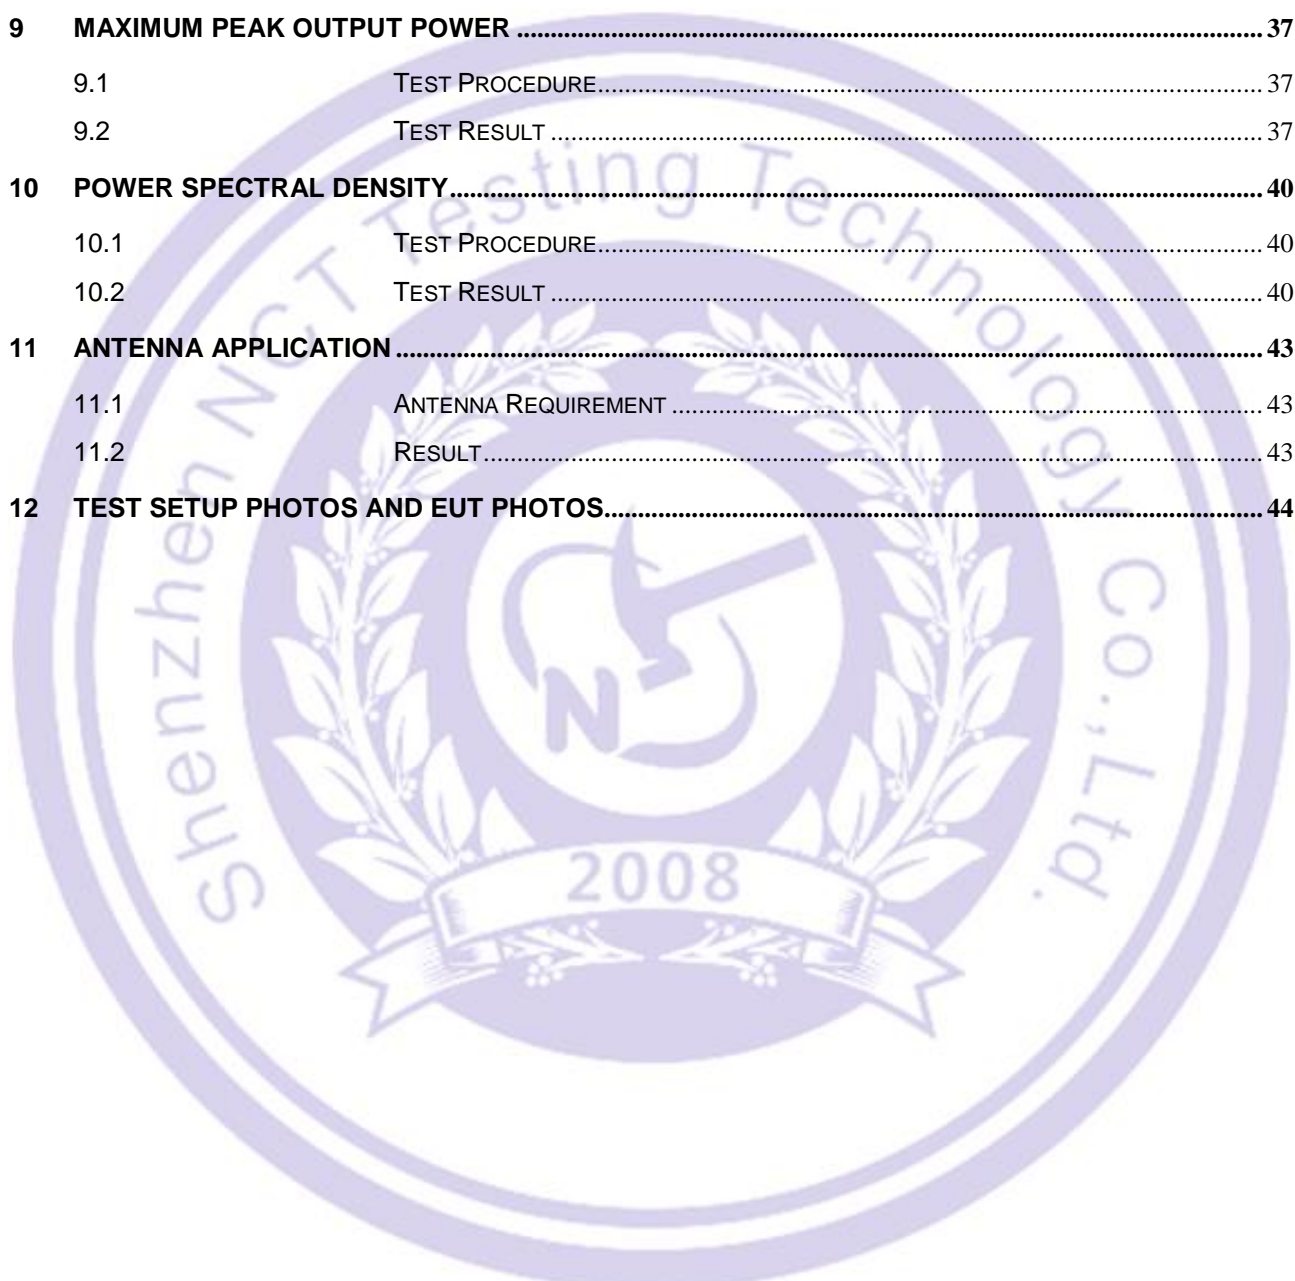 9 MAXIMUM PEAK OUTPUT POWER ........................................ 37
9.1 TEST PROCEDURE ........................................ 37
9.2 TEST RESULT ........................................ 37
10 POWER SPECTRAL DENSITY ........................................ 40
10.1 TEST PROCEDURE ........................................ 40
10.2 TEST RESULT ........................................ 40
11 ANTENNA APPLICATION ........................................ 43
11.1 ANTENNA REQUIREMENT ........................................ 43
11.2 RESULT ........................................ 43
12 TEST SETUP PHOTOS AND EUT PHOTOS ........................................ 44
Shenzhen NCT Testing Technology Co.,Ltd.
N
2008